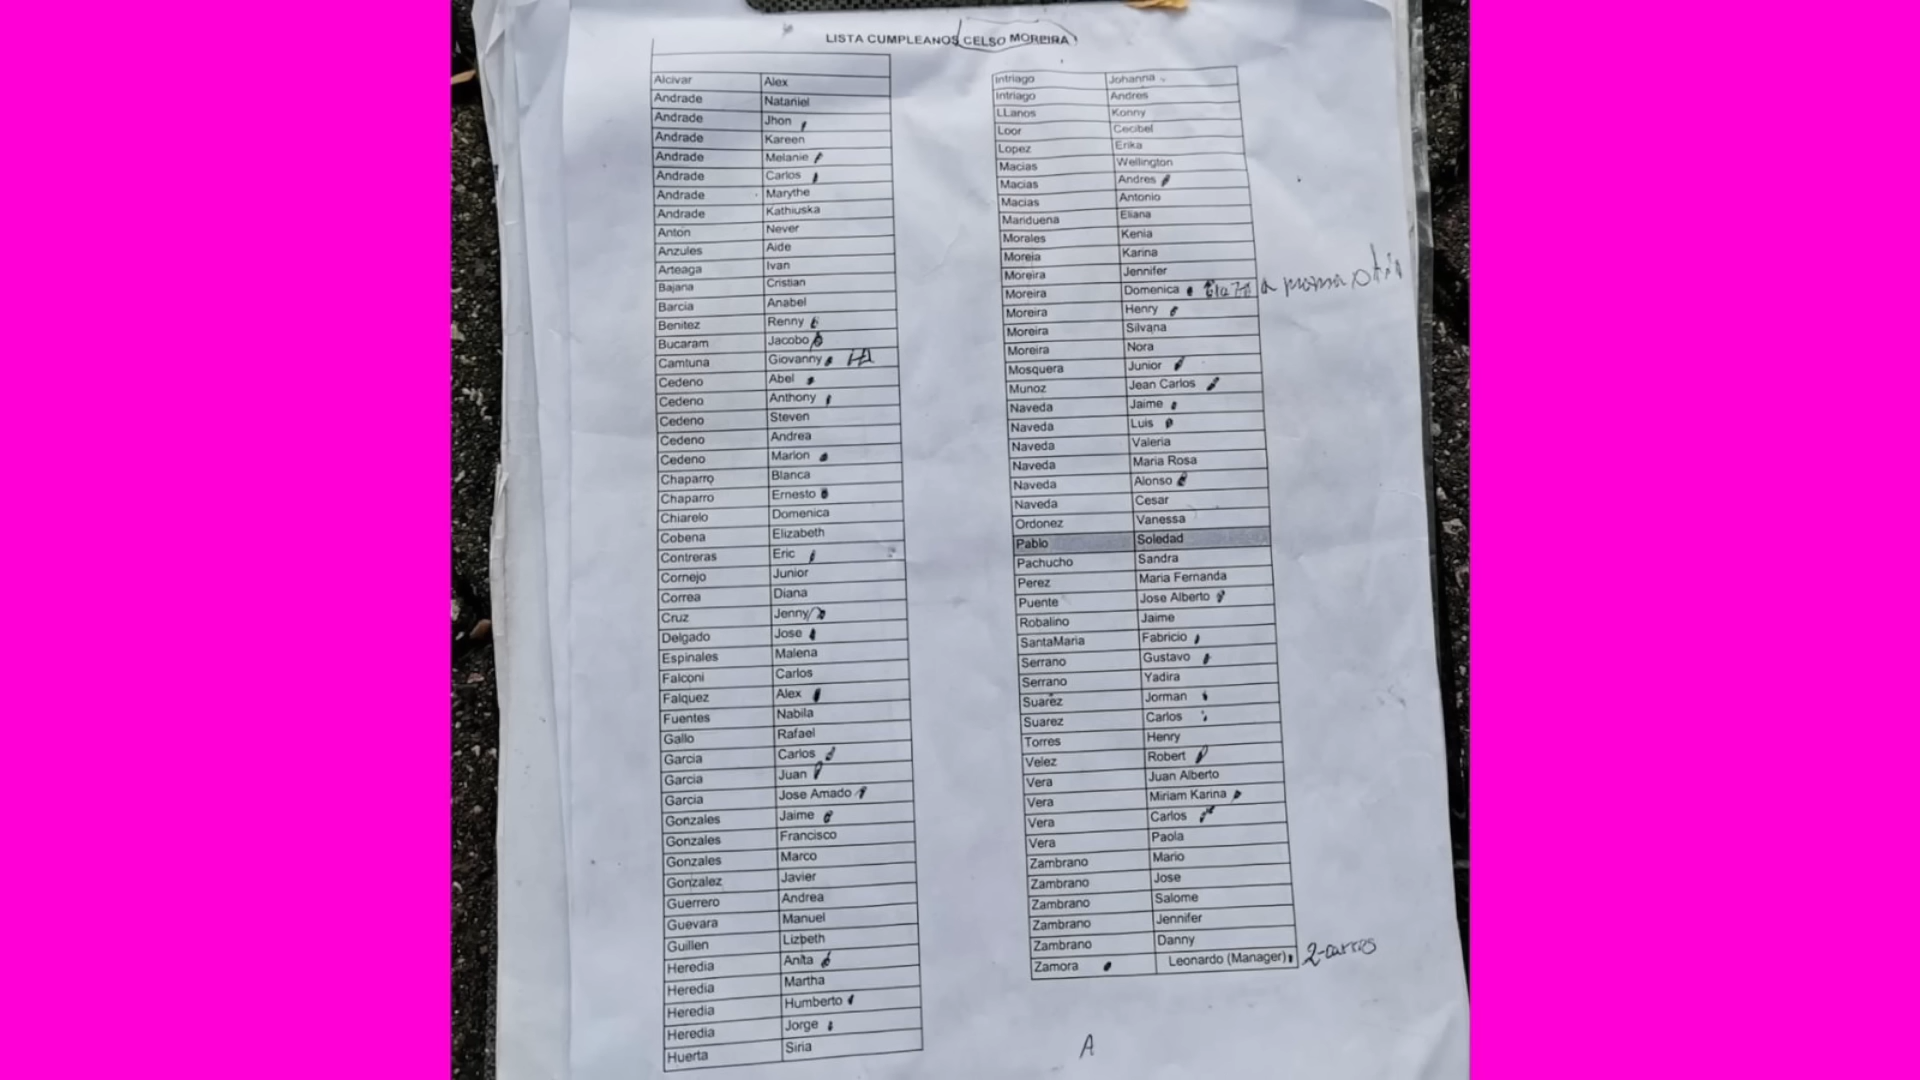 LISTA CUMPLEANOS CELSO MOREIRA
Alcivar Alex
Andrade Nataniel
Andrade Jhon
Andrade Kareen
Andrade Melanie
Andrade Carlos
Andrade Marythe
Andrade Kathiuska
Anton Never
Anzules Aide
Arteaga Ivan
Bajana Cristian
Barcia Anabel
Benitez Renny
Bucaram Jacobo
Camtuna Giovanny
Cedeno Abel
Cedeno Anthony
Cedeno Steven
Cedeno Andrea
Cedeno Marlon
Chaparro Blanca
Chaparro Ernesto
Chiarelo Domenica
Cobena Elizabeth
Contreras Eric
Cornejo Junior
Correa Diana
Cruz Jenny
Delgado Jose
Espinales Malena
Falconi Carlos
Falquez Alex
Fuentes Nabila
Gallo Rafael
Garcia Carlos
Garcia Juan
Garcia Jose Amado
Gonzales Jaime
Gonzales Francisco
Gonzales Marco
Gonzalez Javier
Guerrero Andrea
Guevara Manuel
Guillen Lizbeth
Heredia Anita
Heredia Martha
Heredia Humberto
Heredia Jorge
Huerta Siria
Intriago Johanna
Intriago Andres
LLanos Konny
Loor Cecibel
Lopez Erika
Macias Wellington
Macias Andres
Macias Antonio
Manduena Eliana
Morales Kenia
Moreia Karina
Moreira Jennifer
Moreira Domenica
Moreira Henry
Moreira Silvana
Moreira Nora
Mosquera Junior
Munoz Jean Carlos
Naveda Jaime
Naveda Luis
Naveda Valeria
Naveda Maria Rosa
Naveda Alonso
Naveda Cesar
Ordonez Vanessa
Pablo Soledad
Pachucho Sandra
Perez Maria Fernanda
Puente Jose Alberto
Robalino Jaime
SantaMaria Fabricio
Serrano Gustavo
Serrano Yadira
Suarez Jorman
Suarez Carlos
Torres Henry
Velez Robert
Vera Juan Alberto
Vera Miriam Karina
Vera Carlos
Vera Paola
Zambrano Mario
Zambrano Jose
Zambrano Salome
Zambrano Jennifer
Zambrano Danny
Zamora Leonardo (Manager) 2-carros
A